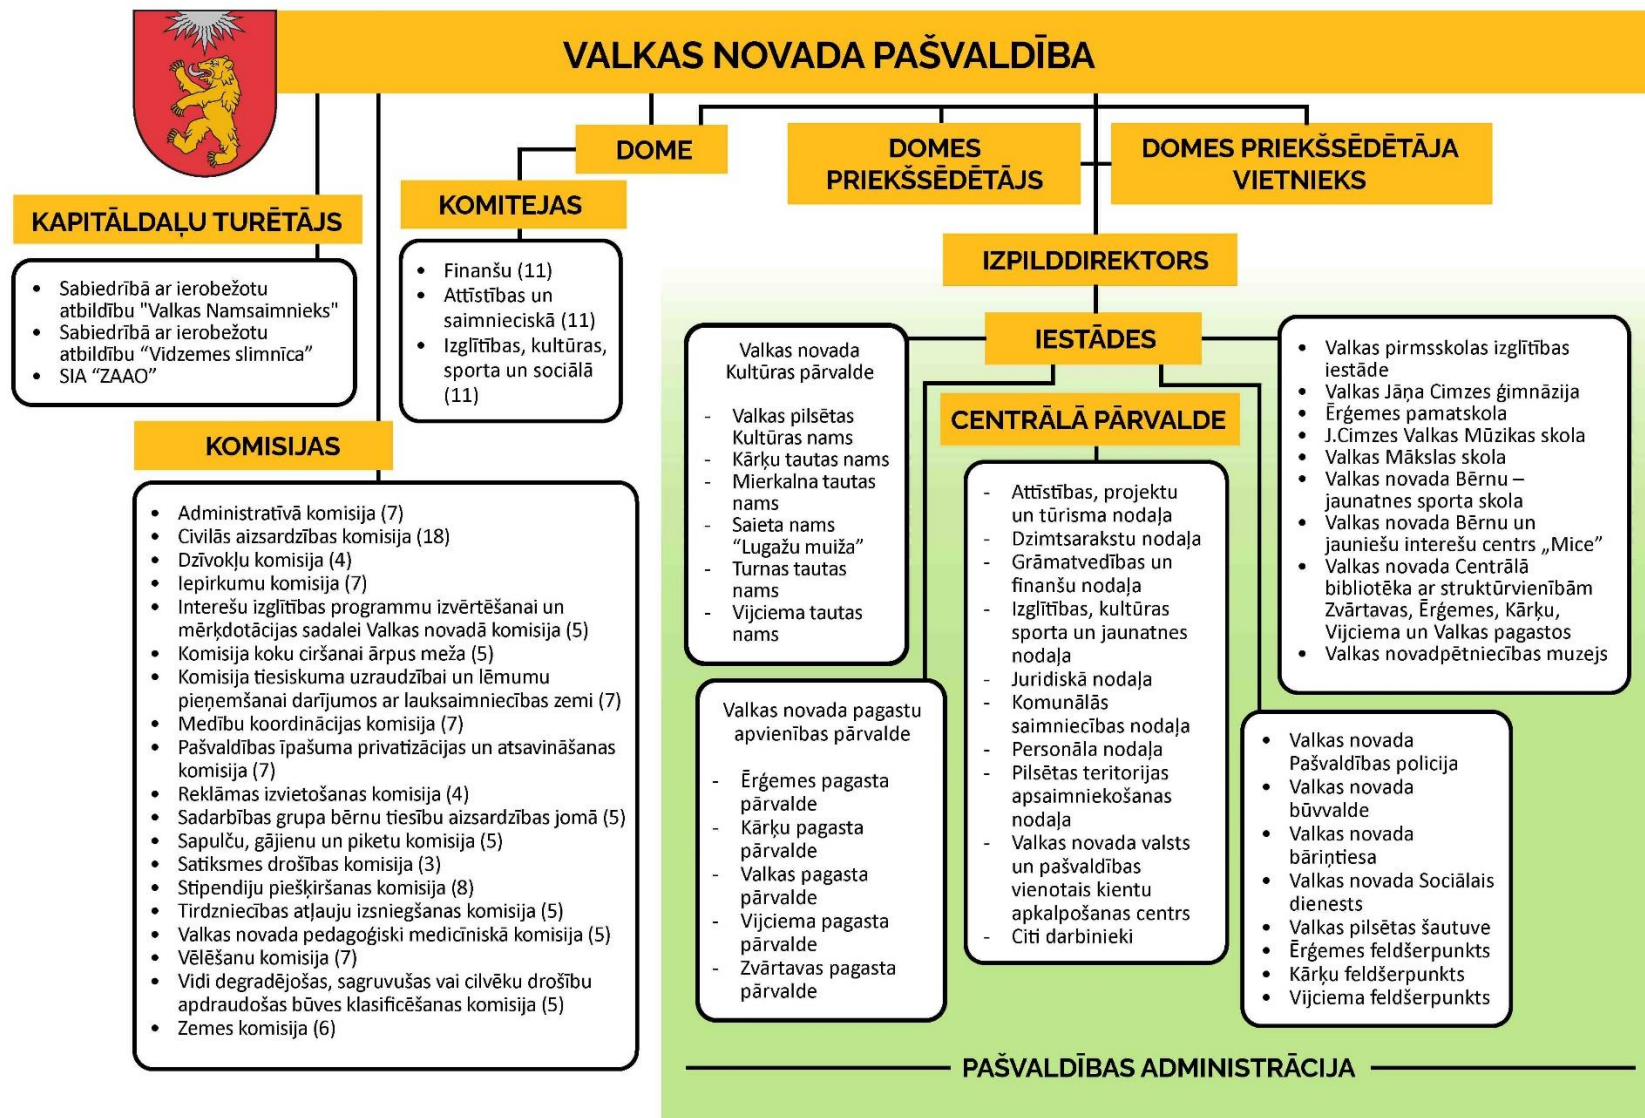 VALKAS NOVADA PAŠVALDĪBA
DOME
DOMES
PRIEKŠSĒDĒTĀJS
DOMES PRIEKŠSĒDĒTĀJA
VIETNIEKS
KAPITĀLDAĻU TURĒTĀJS
• Sabiedrībā ar ierobežotu
atbildību "Valkas Namsaimnieks"
• Sabiedrībā ar ierobežotu
atbildību “Vidzemes slimnīca”
• SIA “ZAAO”
KOMITEJAS
• Finanšu (11)
• Attīstības un
saimnieciskā (11)
• Izglītības, kultūras,
sporta un sociālā
(11)
KOMISIJAS
• Administratīvā komisija (7)
• Civilās aizsardzības komisija (18)
• Dzīvokļu komisija (4)
• Iepirkumu komisija (7)
• Interešu izglītības programmu izvērtēšanai un
mērķdotācijas sadalei Valkas novadā komisija (5)
• Komisija koku ciršanai ārpus meža (5)
• Komisija tiesiskuma uzraudzībai un lēmumu
pieņemšanai darījumos ar lauksaimniecības zemi (7)
• Medību koordinācijas komisija (7)
• Pašvaldības īpašuma privatizācijas un atsavināšanas
komisija (7)
• Reklāmas izvietošanas komisija (4)
• Sadarbības grupa bērnu tiesību aizsardzības jomā (5)
• Sapulču, gājienu un piketu komisija (5)
• Satiksmes drošības komisija (3)
• Stipendiju piešķiršanas komisija (8)
• Tirdzniecības atļauju izsniegšanas komisija (5)
• Valkas novada pedagoģiski medicīniskā komisija (5)
• Vēlēšanu komisija (7)
• Vidi degradējošas, sagruvušas vai cilvēku drošību
apdraudošas būves klasificēšanas komisija (5)
• Zemes komisija (6)
IZPILDDIREKTORS
IESTĀDES
Valkas novada
Kultūras pārvalde
- Valkas pilsētas
Kultūras nams
- Kārķu tautas nams
- Mierkalna tautas
nams
- Saieta nams
“Lugažu muiža”
- Turnas tautas
nams
- Vijciema tautas
nams
Valkas novada pagastu
apvienības pārvalde
- Ērģemes pagasta
pārvalde
- Kārķu pagasta
pārvalde
- Valkas pagasta
pārvalde
- Vijciema pagasta
pārvalde
- Zvārtavas pagasta
pārvalde
CENTRĀLĀ PĀRVALDE
- Attīstības, projektu
un tūrisma nodaļa
- Dzimtsarakstu nodaļa
- Grāmatvedības un
finanšu nodaļa
- Izglītības, kultūras
sporta un jaunatnes
nodaļa
- Juridiskā nodaļa
- Komunālās
saimniecības nodaļa
- Personāla nodaļa
- Pilsētas teritorijas
apsaimniekošanas
nodaļa
- Valkas novada valsts
un pašvaldības
vienotais kientu
apkalpošanas centrs
- Citi darbinieki
• Valkas pirmsskolas izglītības
iestāde
• Valkas Jāņa Cimzes ģimnāzija
• Ērģemes pamatskola
• J.Cimzes Valkas Mūzikas skola
• Valkas Mākslas skola
• Valkas novada Bērnu –
jaunatnes sporta skola
• Valkas novada Bērnu un
jauniešu interešu centrs „Mice”
• Valkas novada Centrālā
bibliotēka ar struktūrvienībām
Zvārtavas, Ērģemes, Kārķu,
Vijciema un Valkas pagastos
• Valkas novadpētniecības muzejs
• Valkas novada
Pašvaldības policija
• Valkas novada
būvvalde
• Valkas novada
bāriņtiesa
• Valkas novada Sociālais
dienests
• Valkas pilsētas šautuve
• Ērģemes feldšerpunkts
• Kārķu feldšerpunkts
• Vijciema feldšerpunkts
PAŠVALDĪBAS ADMINISTRĀCIJA